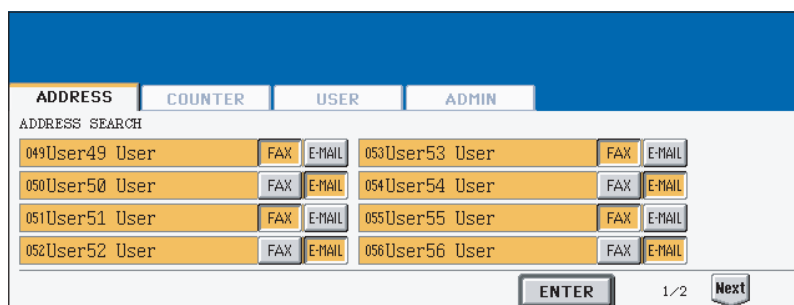 ADDRESS COUNTER USER ADMIN
ADDRESS SEARCH
049User49 User FAX E-MAIL 053User53 User FAX E-MAIL
050User50 User FAX E-MAIL 054User54 User FAX E-MAIL
051User51 User FAX E-MAIL 055User55 User FAX E-MAIL
052User52 User FAX E-MAIL 056User56 User FAX E-MAIL
ENTER 1/2 Next